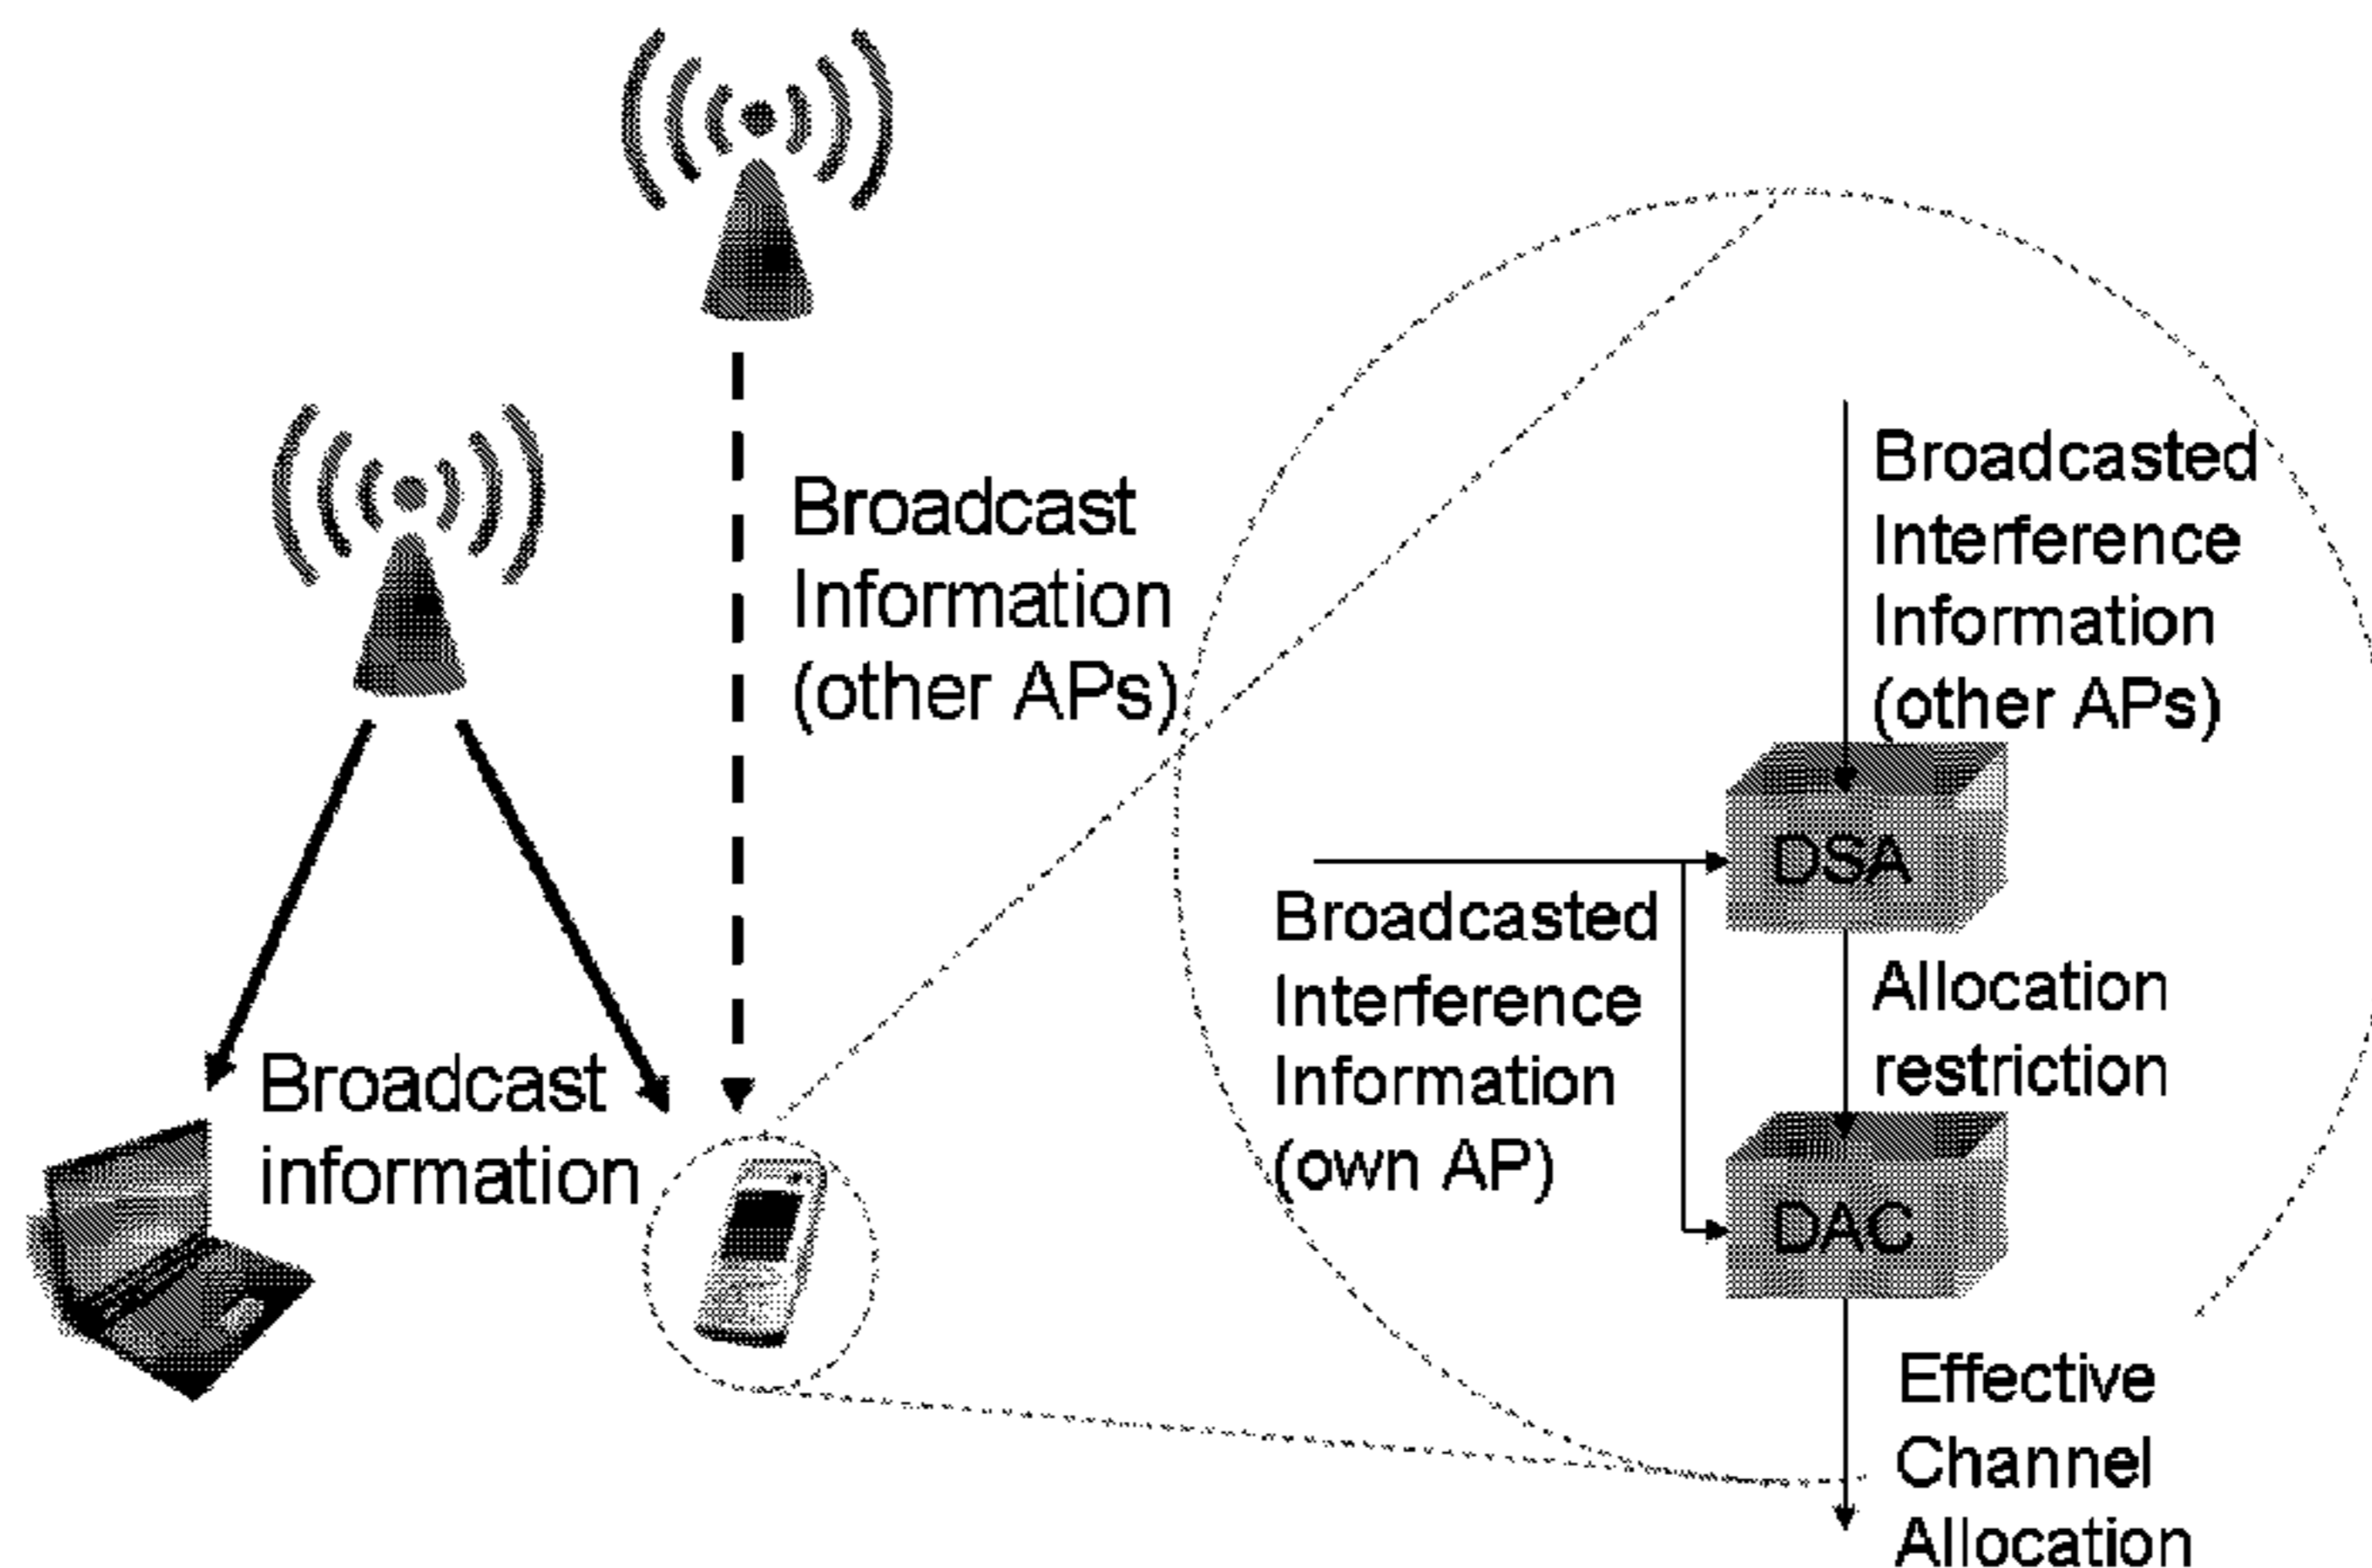 Broadcast
Information
(other APs)
Broadcast
information
Broadcasted
Interference
Information
(other APs)
DSA
Broadcasted
Interference
Information
(own AP)
Allocation
restriction
DAC
Effective
Channel
Allocation